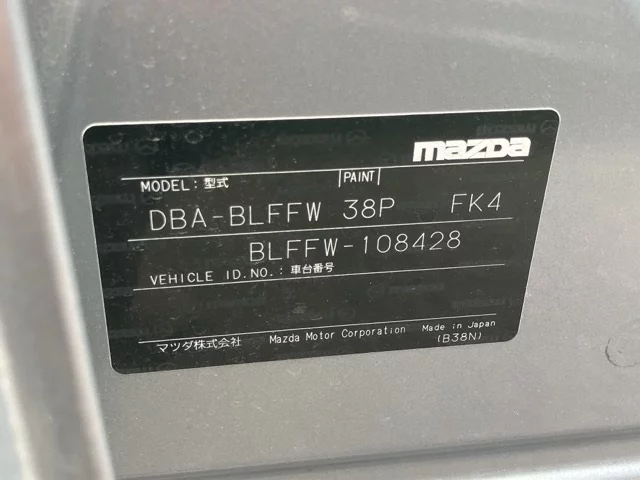 mazda
MODEL:型式 PAINT
DBA-BLFFW 38P FK4
BLFFW-108428
VEHICLE ID.NO.:車台番号
マツダ株式会社 Mazda Motor Corporation Made in Japan
(B38N)